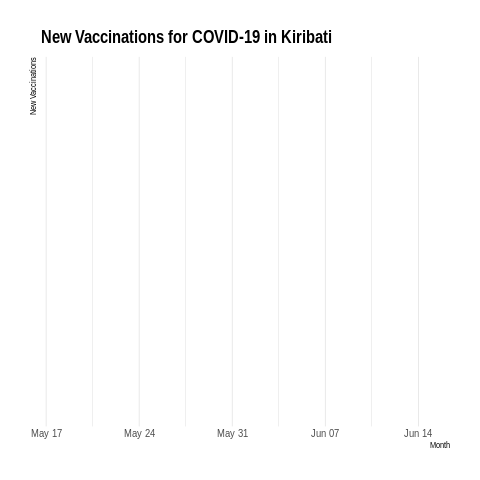 New Vaccinations for COVID-19 in Kiribati
New Vaccinations
May 17 May 24 May 31 Jun 07 Jun 14
Month